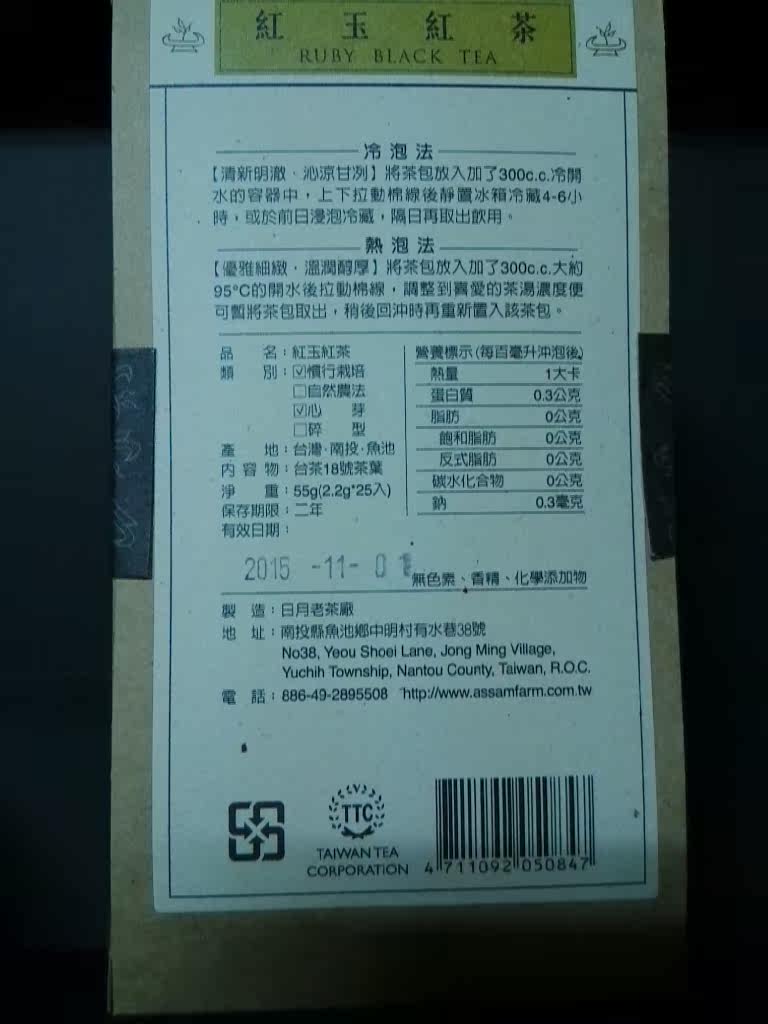 紅玉紅茶
RUBY BLACK TEA
冷泡法
【清新明澈．沁涼甘冽】將茶包放入加了300c.c.冷開
水的容器中，上下拉動棉線後靜置冰箱冷藏4-6小
時，或於前日浸泡冷藏，隔日再取出飲用。
熱泡法
【優雅細緻．溫潤醇厚】將茶包放入加了300c.c.大約
95°C的開水後拉動棉線，調整到喜愛的茶湯濃度便
可暫將茶包取出，稍後回沖時再重新置入該茶包。
品名：紅玉紅茶
類別：☑慣行栽培
□自然農法
☑心芽
□碎型
產地：台灣．南投．魚池
內容物：台茶18號茶葉
淨重：55g(2.2g*25入)
保存期限：二年
有效日期：
2015 -11- 01
營養標示(每百毫升沖泡後)
熱量 1大卡
蛋白質 0.3公克
脂肪 0公克
飽和脂肪 0公克
反式脂肪 0公克
碳水化合物 0公克
鈉 0.3毫克
無色素、香精、化學添加物
製造：日月老茶廠
地址：南投縣魚池鄉中明村有水巷38號
No38, Yeou Shoei Lane, Jong Ming Village,
Yuchih Township, Nantou County, Taiwan, R.O.C.
電話：886-49-2895508 http://www.assamfarm.com.tw
TTC
TAIWAN TEA
CORPORATION
4 711092 050847